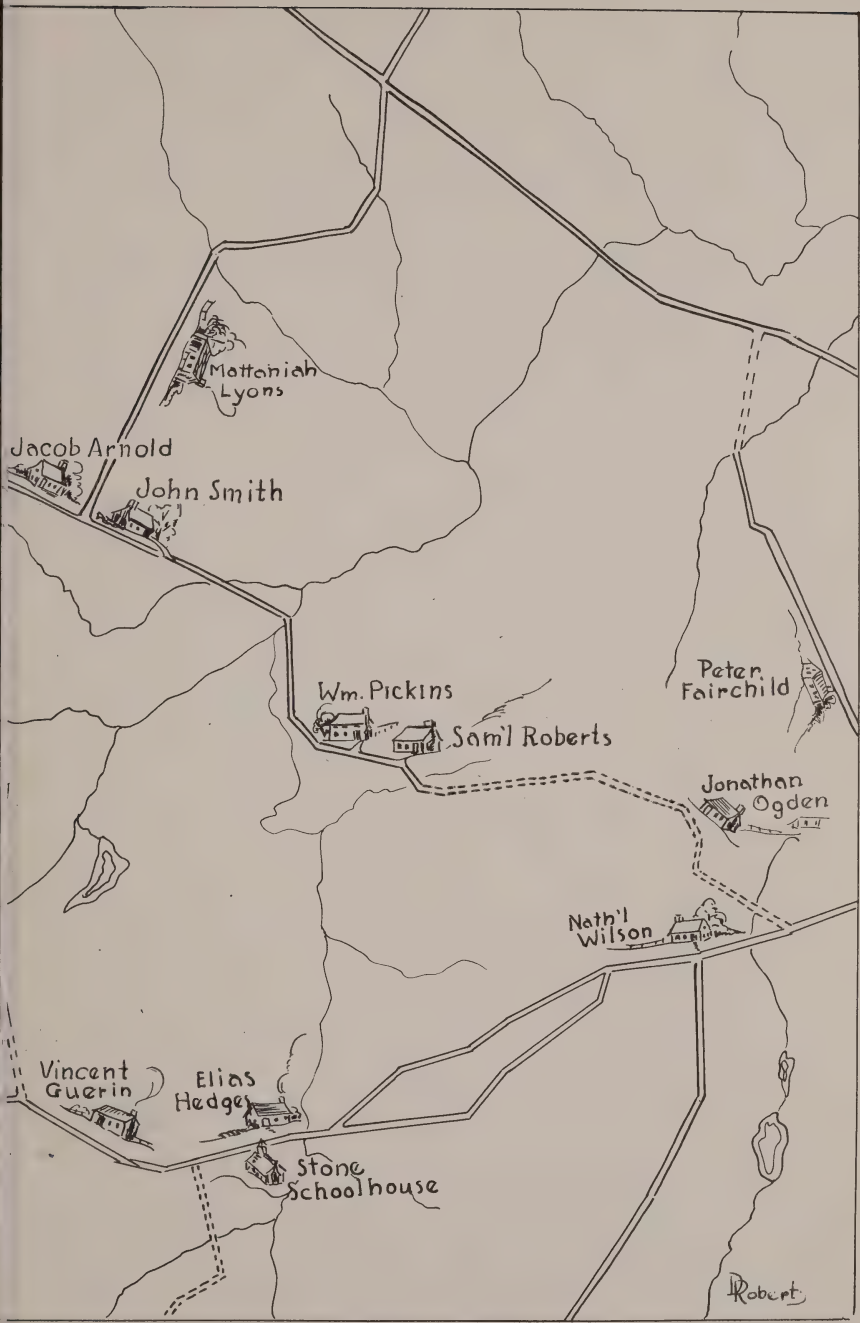 Mattaniah
Lyons
Jacob Arnold
John Smith
Peter
Fairchild
Wm. Pickins
Sam'l Roberts
Jonathan
Ogden
Nath'l
Wilson
Vincent
Guerin
Elias
Hedges
Stone
Schoolhouse
DRoberts